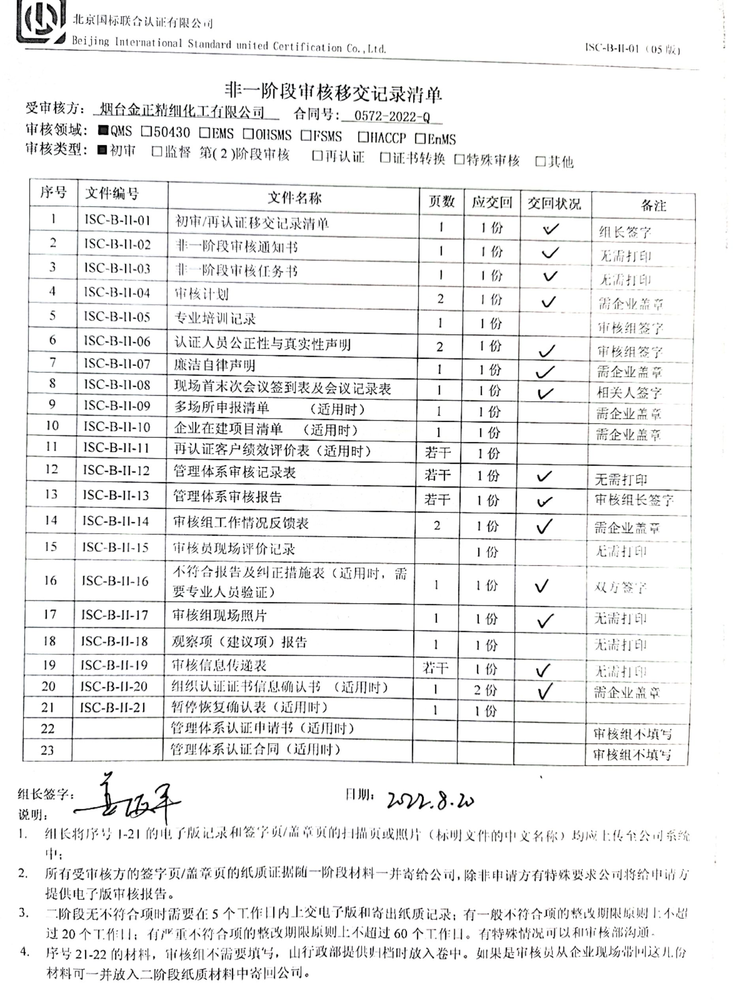 北京国标联合认证有限公司
Beijing International Standard united Certification Co.,Ltd.
ISC-B-II-01（05版）
非一阶段审核移交记录清单
受审核方： 烟台金正精细化工有限公司 合同号： 0572-2022-Q
审核领域：■QMS □50430 □EMS □OHSMS □FSMS □HACCP □EnMS
审核类型：■初审 □监督 第(2)阶段审核 □再认证 □证书转换 □特殊审核 □其他
序号 文件编号 文件名称 页数 应交回 交回状况 备注
1 ISC-B-II-01 初审/再认证移交记录清单 1 1份 ✓ 组长签字
2 ISC-B-II-02 非一阶段审核通知书 1 1份 ✓ 无需打印
3 ISC-B-II-03 非一阶段审核任务书 1 1份 ✓ 无需打印
4 ISC-B-II-04 审核计划 2 1份 ✓ 需企业盖章
5 ISC-B-II-05 专业培训记录 1 1份 审核组签字
6 ISC-B-II-06 认证人员公正性与真实性声明 2 1份 ✓ 审核组签字
7 ISC-B-II-07 廉洁自律声明 1 1份 ✓ 需企业盖章
8 ISC-B-II-08 现场首末次会议签到表及会议记录表 1 1份 ✓ 相关人签字
9 ISC-B-II-09 多场所申报清单 （适用时） 1 1份 需企业盖章
10 ISC-B-II-10 企业在建项目清单 （适用时） 1 1份 需企业盖章
11 ISC-B-II-11 再认证客户绩效评价表（适用时） 若干 1份
12 ISC-B-II-12 管理体系审核记录表 若干 1份 ✓ 无需打印
13 ISC-B-II-13 管理体系审核报告 若干 1份 ✓ 审核组长签字
14 ISC-B-II-14 审核组工作情况反馈表 2 1份 ✓ 需企业盖章
15 ISC-B-II-15 审核员现场评价记录 1份 无需打印
16 ISC-B-II-16 不符合报告及纠正措施表（适用时，需
要专业人员验证） 1 1份 ✓ 双方签字
17 ISC-B-II-17 审核组现场照片 1 1份 ✓ 无需打印
18 ISC-B-II-18 观察项（建议项）报告 1 1份 无需打印
19 ISC-B-II-19 审核信息传递表 若干 1份 ✓ 无需打印
20 ISC-B-II-20 组织认证证书信息确认书 （适用时） 1 2份 ✓ 需企业盖章
21 ISC-B-II-21 暂停恢复确认表（适用时） 1 1份
22 管理体系认证申请书（适用时） 审核组不填写
23 管理体系认证合同（适用时） 审核组不填写
组长签字： 日期： 2022.8.20
说明：
1. 组长将序号 1-21 的电子版记录和签字页/盖章页的扫描页或照片（标明文件的中文名称）均应上传至公司系统
中；
2. 所有受审核方的签字页/盖章页的纸质证据随一阶段材料一并寄给公司，除非申请方有特殊要求公司将给申请方
提供电子版审核报告。
3. 二阶段无不符合项时需要在 5 个工作日内上交电子版和寄出纸质记录；有一般不符合项的整改期限原则上不超
过 20 个工作日；有严重不符合项的整改期限原则上不超过 60 个工作日。有特殊情况可以和审核部沟通。
4. 序号 21-22 的材料，审核组不需要填写，由行政部提供归档时放入卷中。如果是审核员从企业现场带回这几份
材料可一并放入二阶段纸质材料中寄回公司。